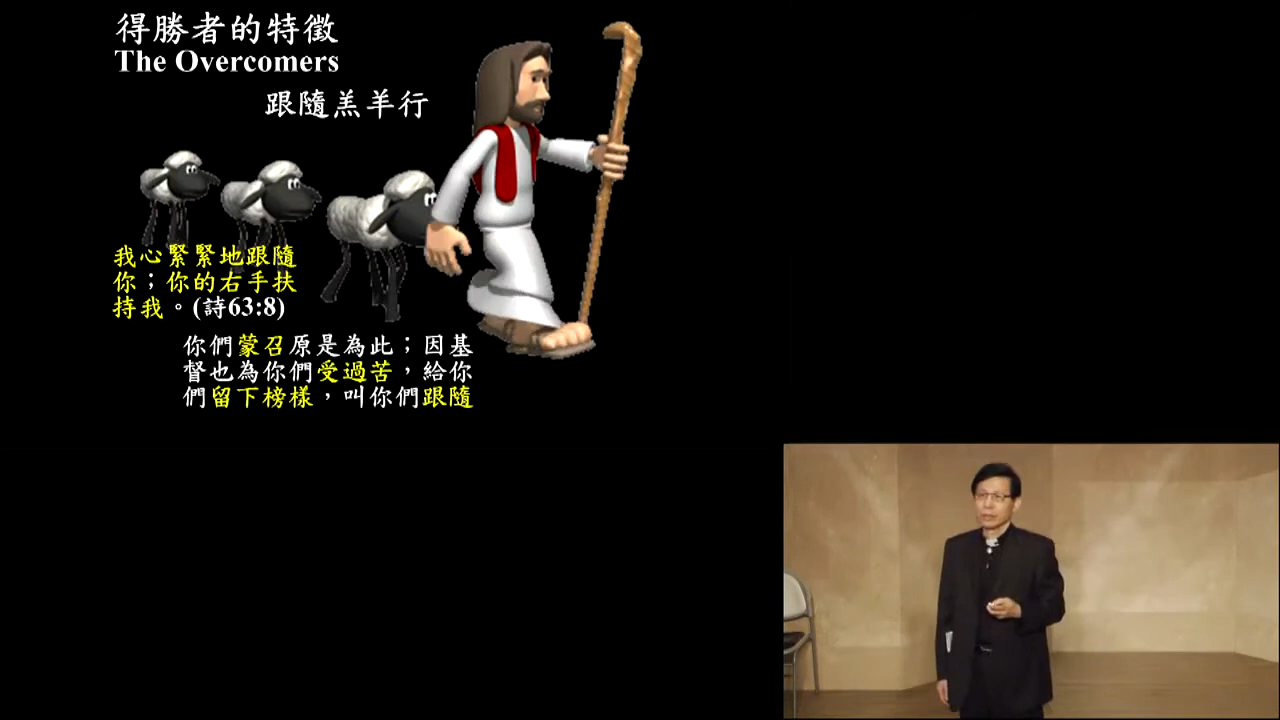 得勝者的特徵
The Overcomers
跟隨羔羊行
我心緊緊地跟隨
你；你的右手扶
持我。(詩63:8)
你們蒙召原是為此；因基
督也為你們受過苦，給你
們留下榜樣，叫你們跟隨